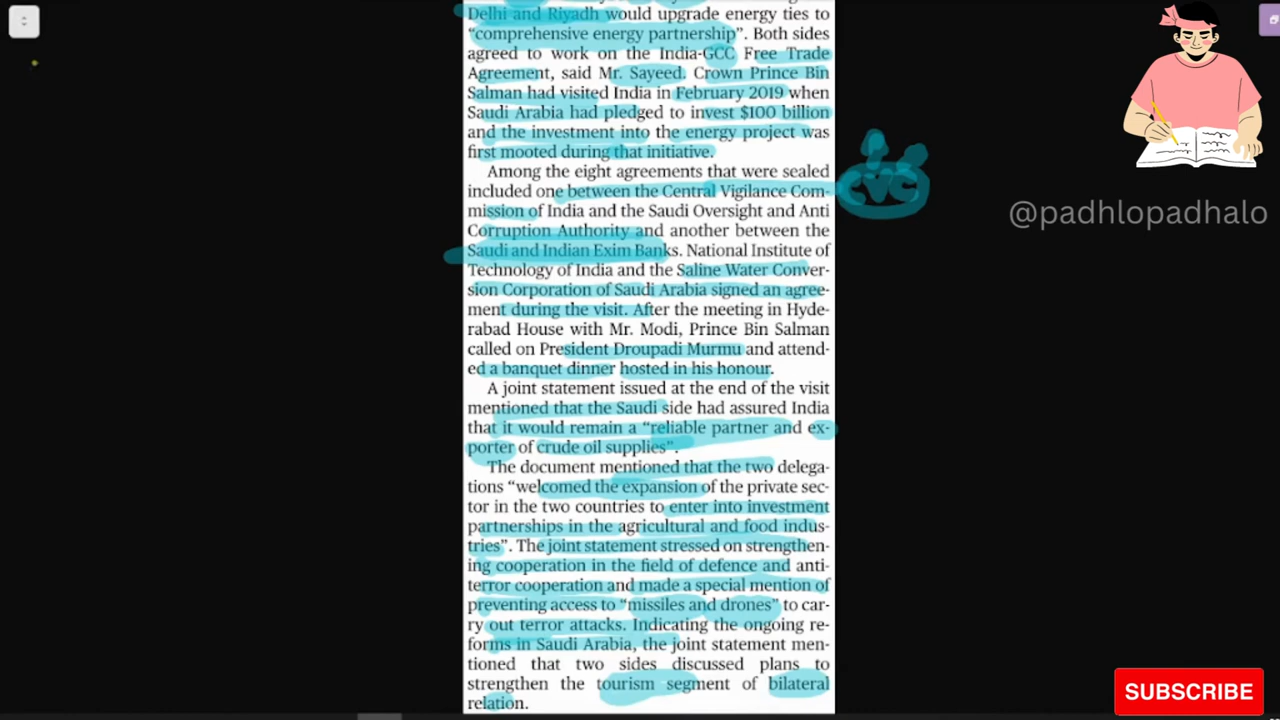 Delhi and Riyadh would upgrade energy ties to
“comprehensive energy partnership”. Both sides
agreed to work on the India-GCC Free Trade
Agreement, said Mr. Sayeed. Crown Prince Bin
Salman had visited India in February 2019 when
Saudi Arabia had pledged to invest $100 billion
and the investment into the energy project was
first mooted during that initiative.
Among the eight agreements that were sealed
included one between the Central Vigilance Com-
mission of India and the Saudi Oversight and Anti
Corruption Authority and another between the
Saudi and Indian Exim Banks. National Institute of
Technology of India and the Saline Water Conver-
sion Corporation of Saudi Arabia signed an agree-
ment during the visit. After the meeting in Hyde-
rabad House with Mr. Modi, Prince Bin Salman
called on President Droupadi Murmu and attend-
ed a banquet dinner hosted in his honour.
A joint statement issued at the end of the visit
mentioned that the Saudi side had assured India
that it would remain a “reliable partner and ex-
porter of crude oil supplies”.
The document mentioned that the two delega-
tions “welcomed the expansion of the private sec-
tor in the two countries to enter into investment
partnerships in the agricultural and food indus-
tries”. The joint statement stressed on strengthen-
ing cooperation in the field of defence and anti-
terror cooperation and made a special mention of
preventing access to “missiles and drones” to car-
ry out terror attacks. Indicating the ongoing re-
forms in Saudi Arabia, the joint statement men-
tioned that two sides discussed plans to
strengthen the tourism segment of bilateral
relation.
CVC
@padhlopadhalo
SUBSCRIBE